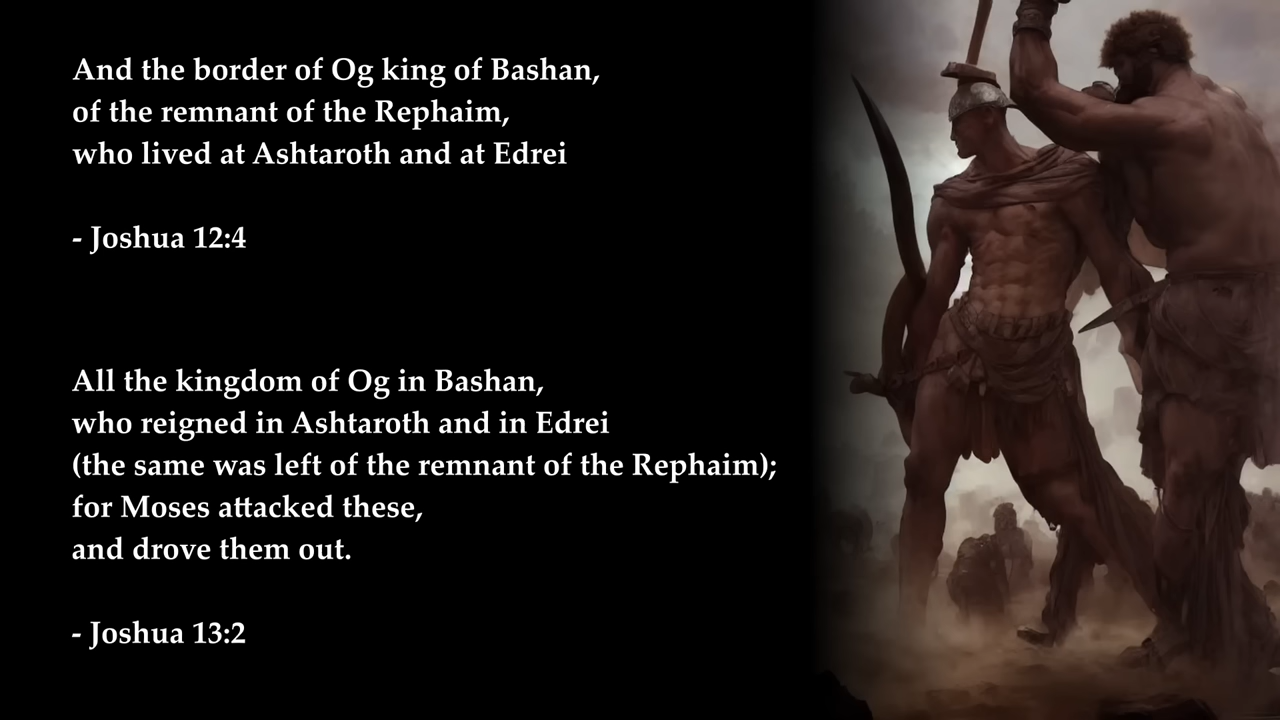 And the border of Og king of Bashan,
of the remnant of the Rephaim,
who lived at Ashtaroth and at Edrei
- Joshua 12:4
All the kingdom of Og in Bashan,
who reigned in Ashtaroth and in Edrei
(the same was left of the remnant of the Rephaim);
for Moses attacked these,
and drove them out.
- Joshua 13:2